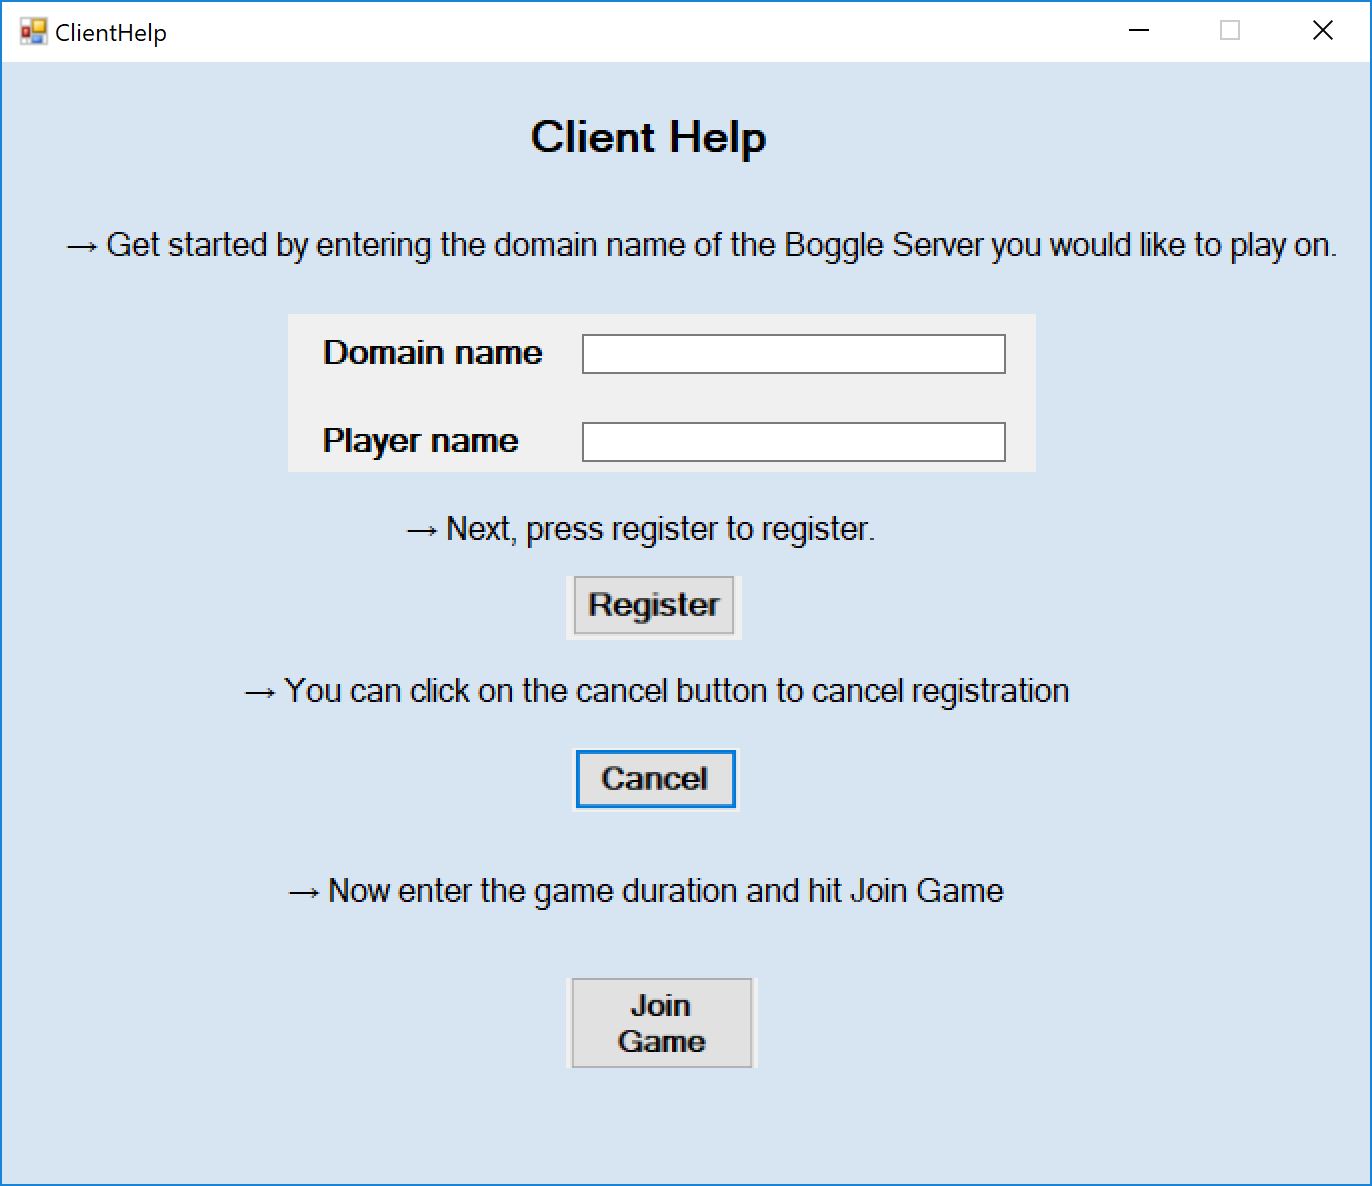 ClientHelp
Client Help
→ Get started by entering the domain name of the Boggle Server you would like to play on.
Domain name
Player name
→ Next, press register to register.
Register
→ You can click on the cancel button to cancel registration
Cancel
→ Now enter the game duration and hit Join Game
Join
Game